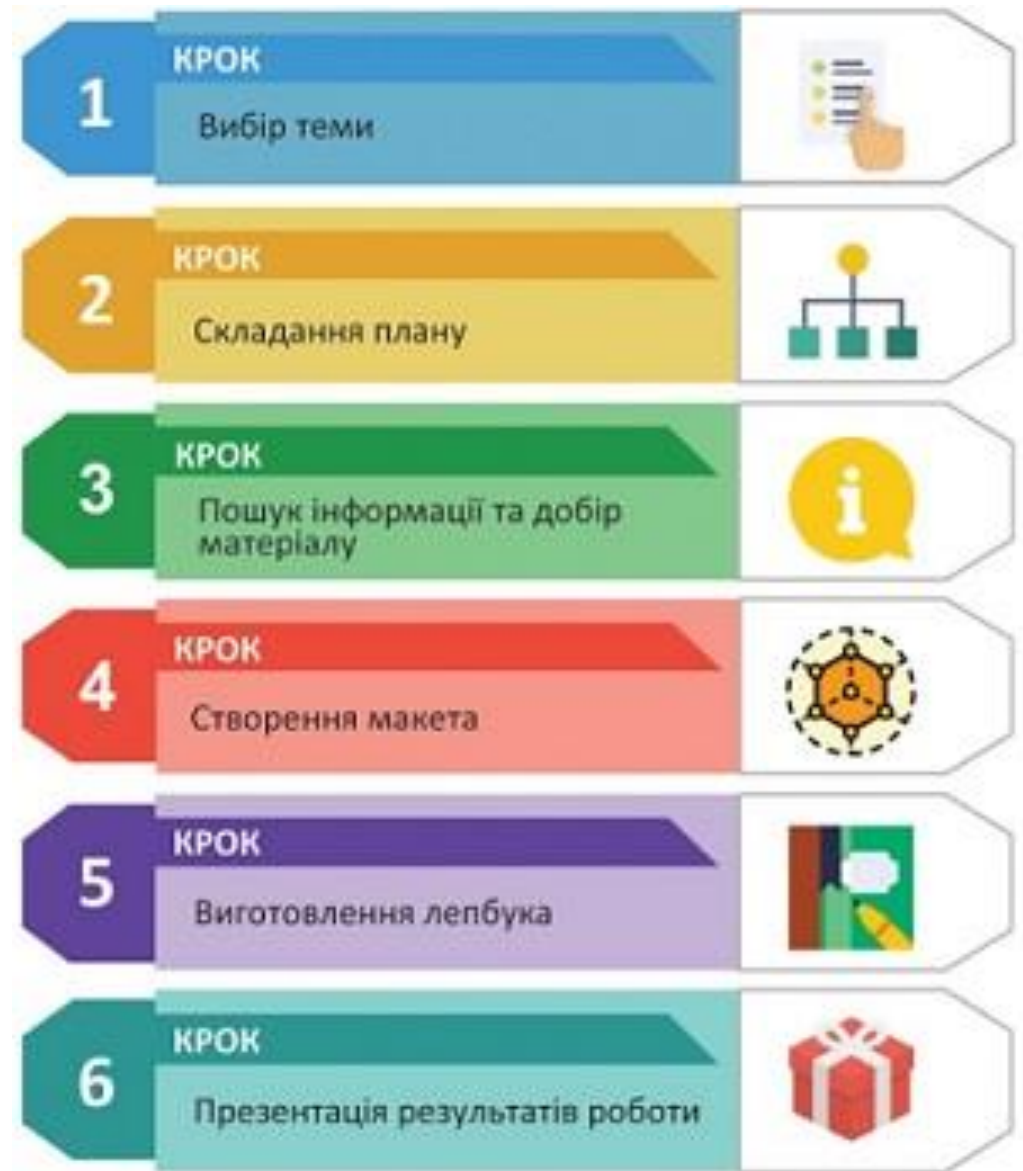 1
КРОК
Вибір теми
2
КРОК
Складання плану
3
КРОК
Пошук інформації та добір
матеріалу
4
КРОК
Створення макета
5
КРОК
Виготовлення лепбука
6
КРОК
Презентація результатів роботи